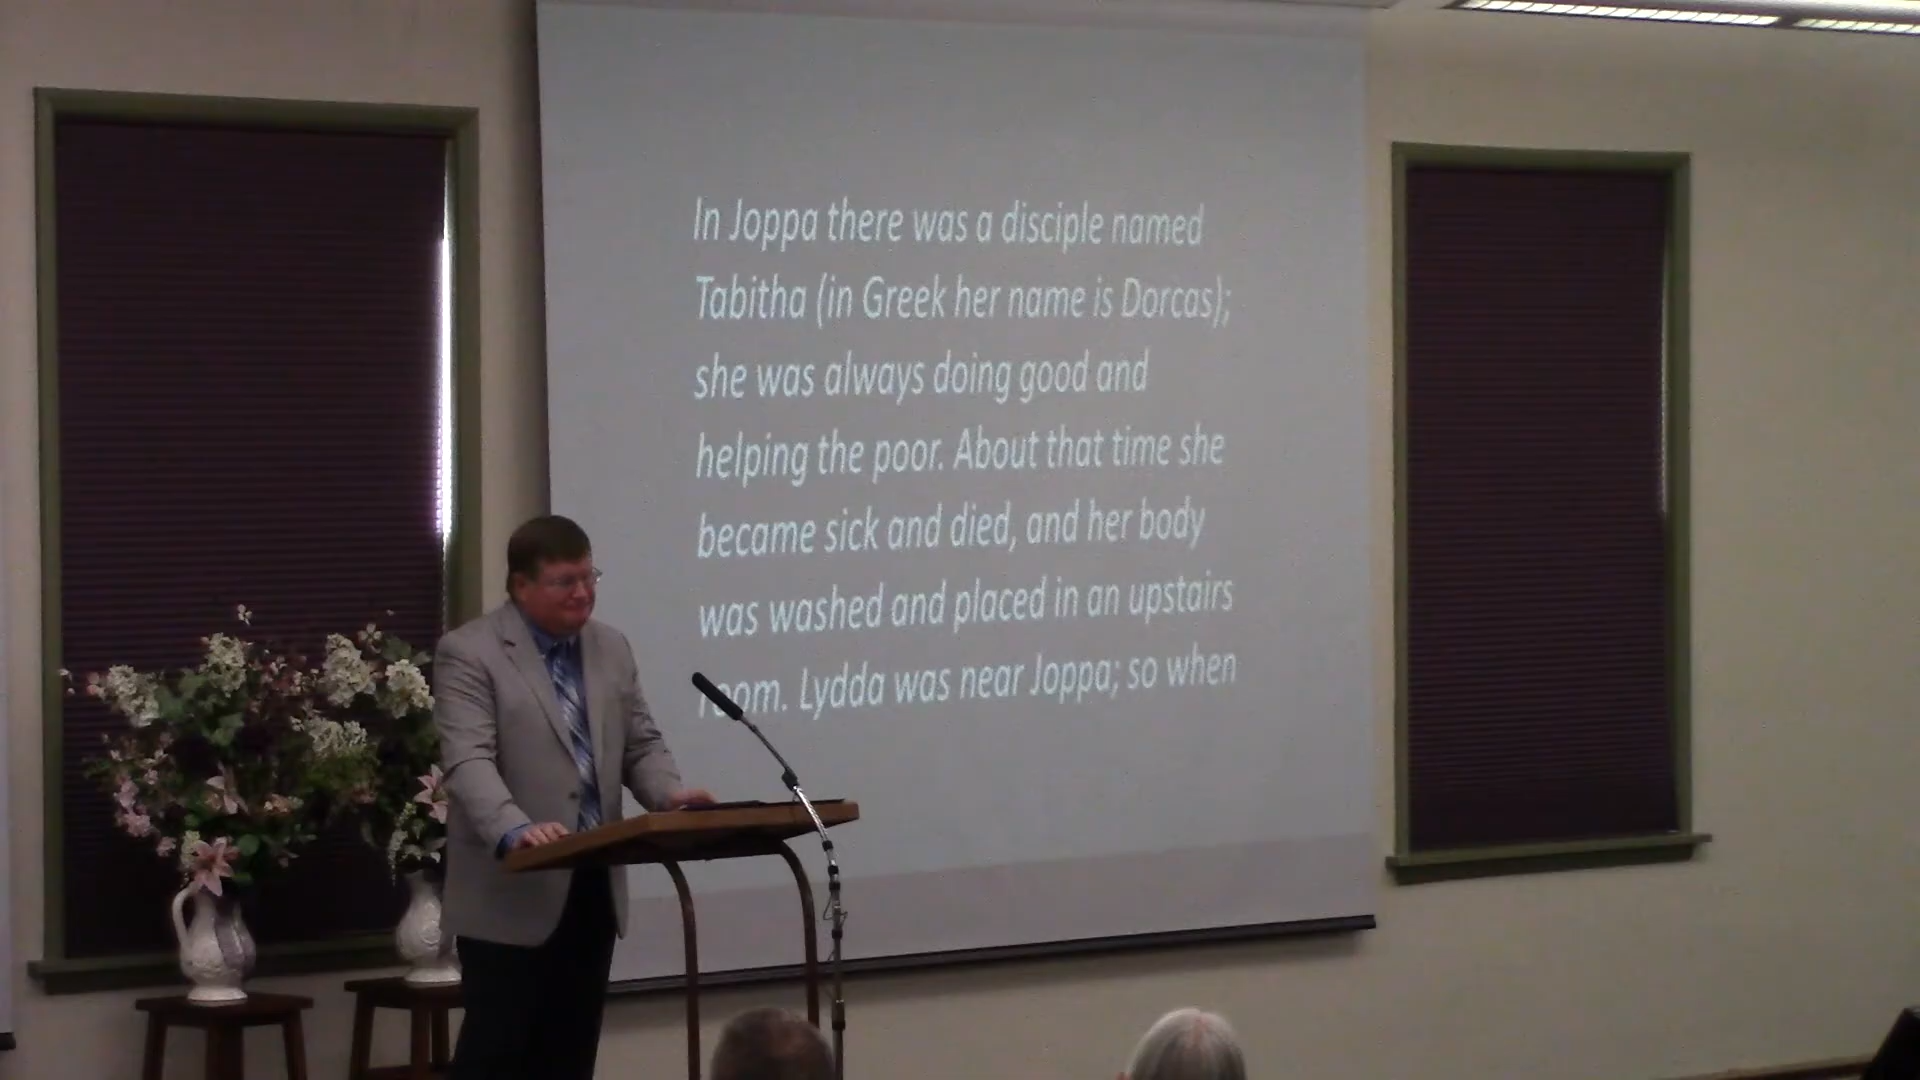 In Joppa there was a disciple named
Tabitha (in Greek her name is Dorcas);
she was always doing good and
helping the poor. About that time she
became sick and died, and her body
was washed and placed in an upstairs
room. Lydda was near Joppa; so when